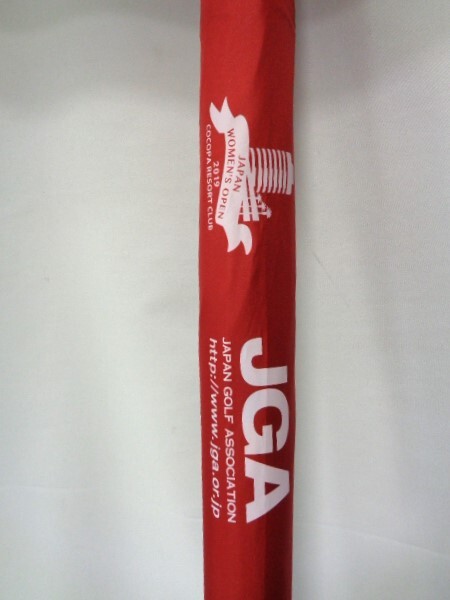 JAPAN
WOMEN'S OPEN
2019
COCOPA RESORT CLUB
JGA
JAPAN GOLF ASSOCIATION
http://www.jga.or.jp